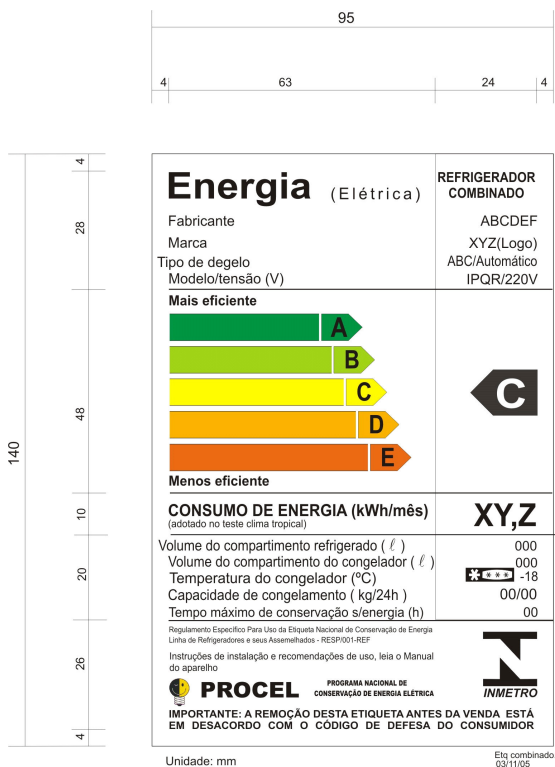 95
4 63 24 4
4
28
48
10
20
26
4
140
Energia (Elétrica) REFRIGERADOR COMBINADO
Fabricante ABCDEF
Marca XYZ(Logo)
Tipo de degelo ABC/Automático
Modelo/tensão (V) IPQR/220V
Mais eficiente
A
B
C
C
D
E
Menos eficiente
CONSUMO DE ENERGIA (kWh/mês) XY,Z
(adotado no teste clima tropical)
Volume do compartimento refrigerado ( ℓ ) 000
Volume do compartimento do congelador ( ℓ ) 000
Temperatura do congelador (ºC) * *** -18
Capacidade de congelamento ( kg/24h ) 00/00
Tempo máximo de conservação s/energia (h) 00
Regulamento Específico Para Uso da Etiqueta Nacional de Conservação de Energia
Linha de Refrigeradores e seus Assemelhados - RESP/001-REF
Instruções de instalação e recomendações de uso, leia o Manual
do aparelho
PROCEL PROGRAMA NACIONAL DE
CONSERVAÇÃO DE ENERGIA ELÉTRICA
INMETRO
IMPORTANTE: A REMOÇÃO DESTA ETIQUETA ANTES DA VENDA ESTÁ
EM DESACORDO COM O CÓDIGO DE DEFESA DO CONSUMIDOR
Unidade: mm
Etq combinado
03/11/05